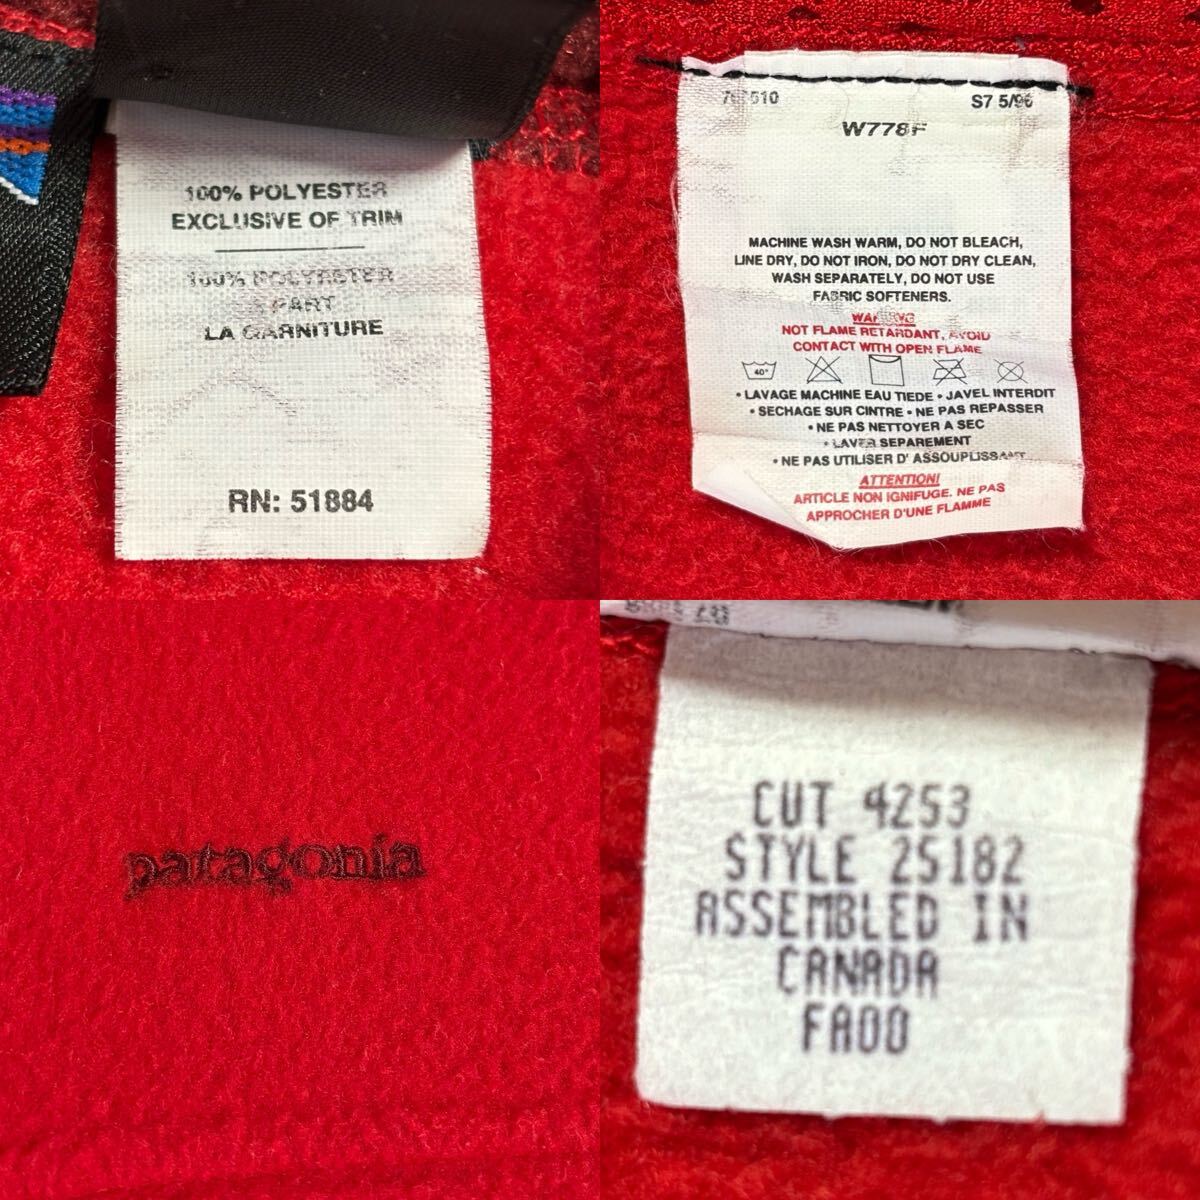 100% POLYESTER
EXCLUSIVE OF TRIM
100% POLYESTER
A PART
LA GARNITURE
RN: 51884
S7 5/96
W778F
MACHINE WASH WARM, DO NOT BLEACH,
LINE DRY, DO NOT IRON, DO NOT DRY CLEAN,
WASH SEPARATELY, DO NOT USE
FABRIC SOFTENERS.
WARNING
NOT FLAME RETARDANT, AVOID
CONTACT WITH OPEN FLAME
40°
• LAVAGE MACHINE EAU TIEDE • JAVEL INTERDIT
• SECHAGE SUR CINTRE • NE PAS REPASSER
• NE PAS NETTOYER A SEC
• LAVER SEPAREMENT
• NE PAS UTILISER D' ASSOUPLISSANT
ATTENTION!
ARTICLE NON IGNIFUGE. NE PAS
APPROCHER D'UNE FLAMME
patagonia
CUT 4253
STYLE 25182
ASSEMBLED IN
CANADA
FA00